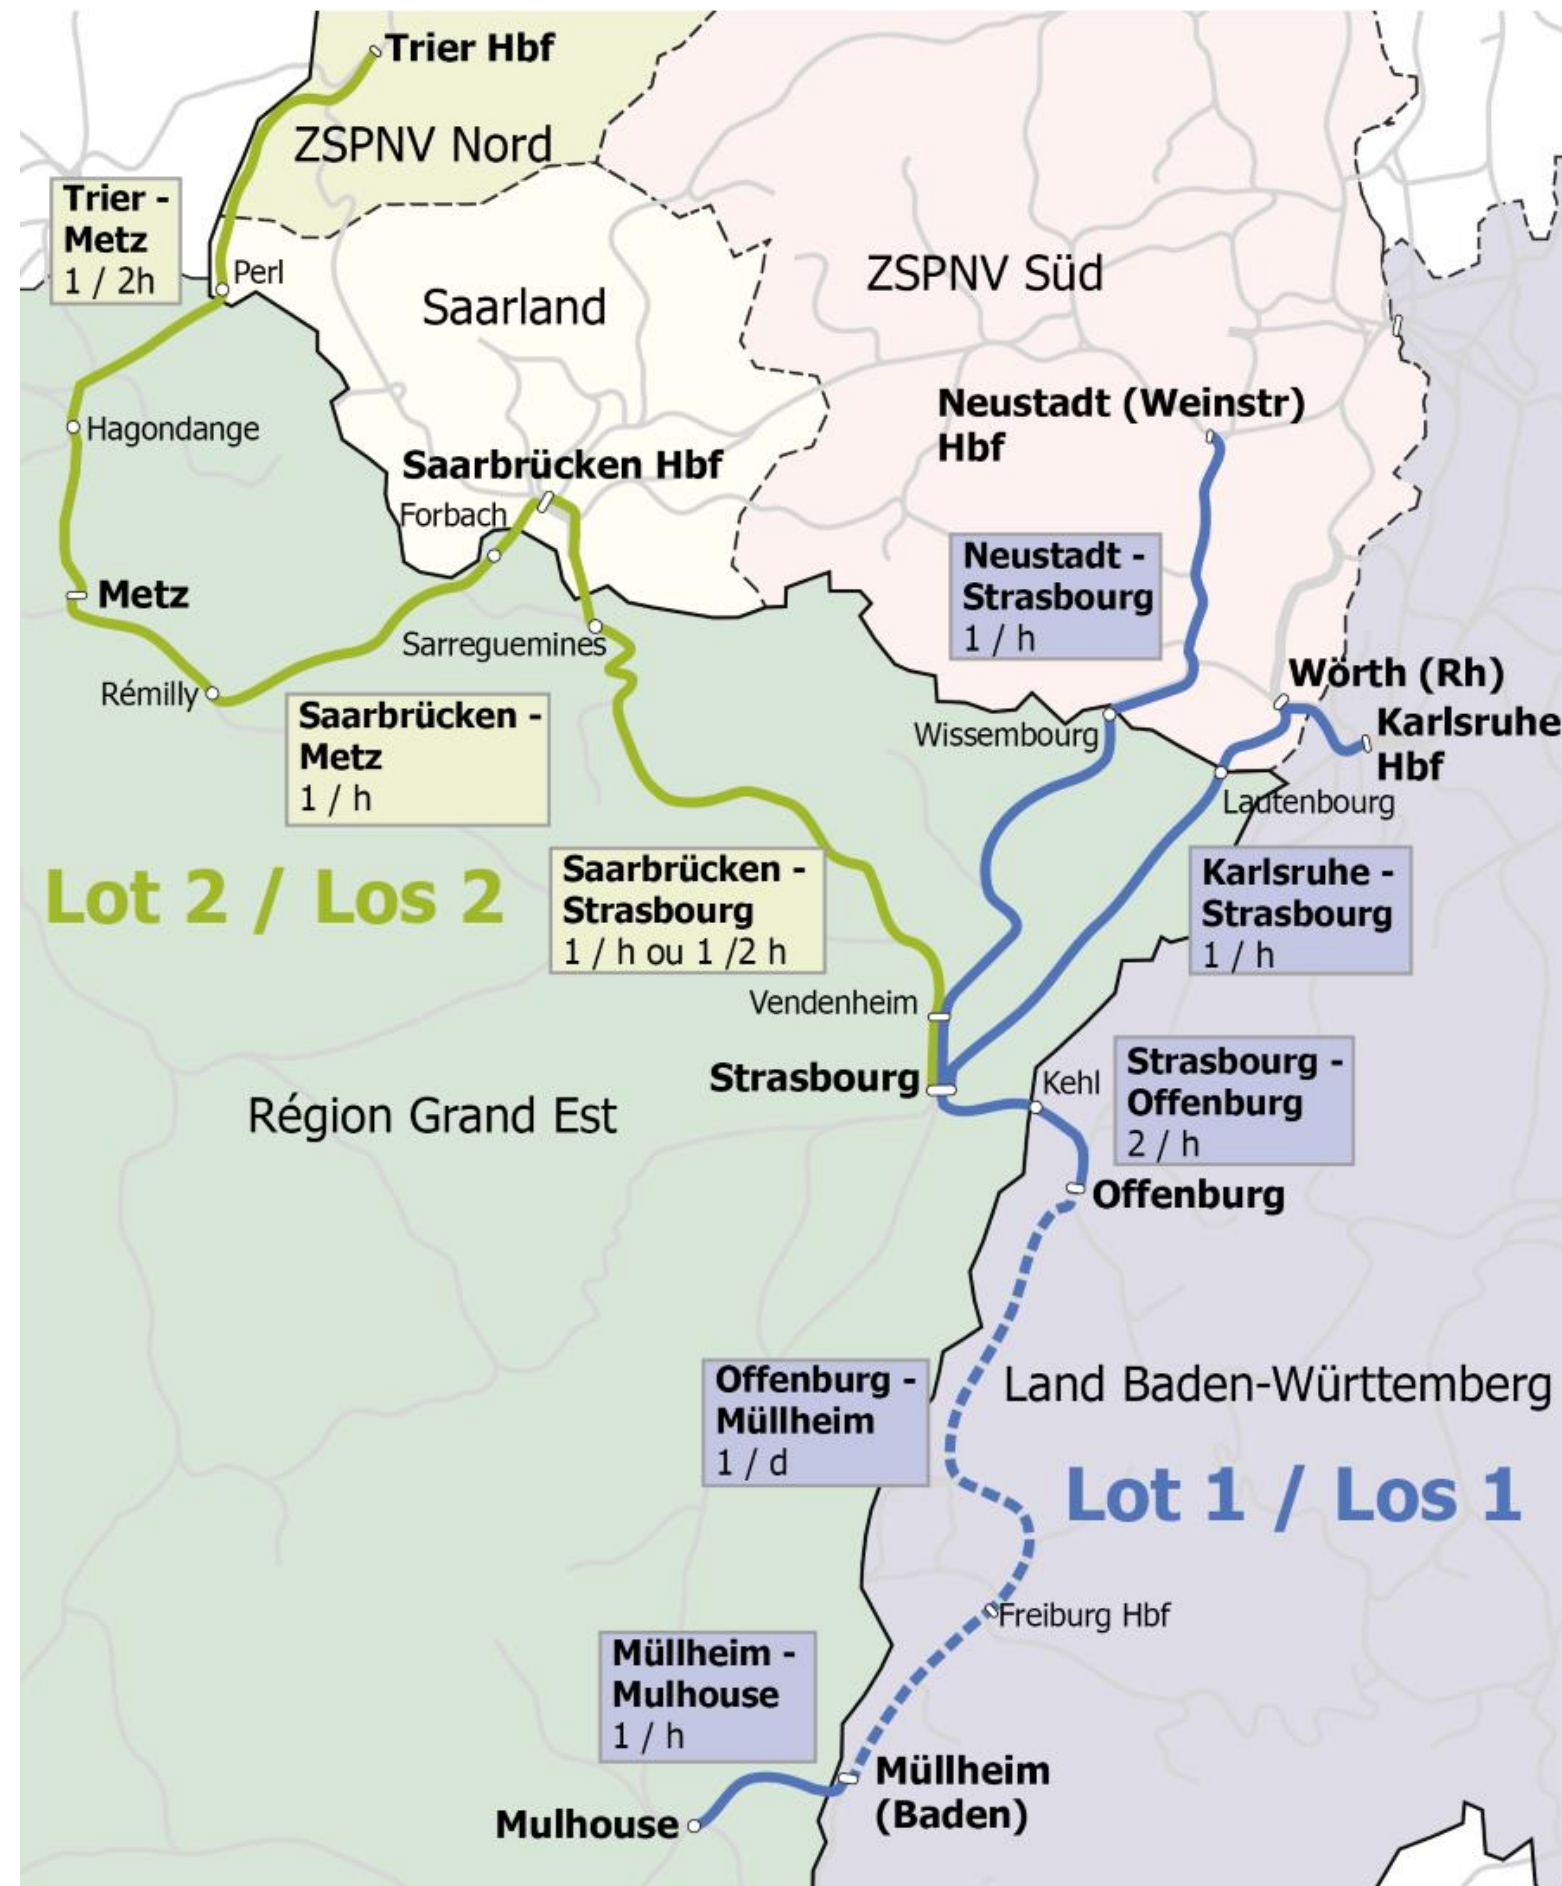 Trier Hbf
ZSPNV Nord
Trier -
Metz
1 / 2h
Perl
Saarland
ZSPNV Süd
Hagondange
Neustadt (Weinstr)
Hbf
Saarbrücken Hbf
Forbach
Neustadt -
Strasbourg
1 / h
Metz
Sarreguemines
Rémilly
Wörth (Rh)
Karlsruhe
Hbf
Saarbrücken -
Metz
1 / h
Wissembourg
Lautenbourg
Lot 2 / Los 2
Saarbrücken -
Strasbourg
1 / h ou 1 /2 h
Karlsruhe -
Strasbourg
1 / h
Vendenheim
Strasbourg
Kehl
Strasbourg -
Offenburg
2 / h
Région Grand Est
Offenburg
Offenburg -
Müllheim
1 / d
Land Baden-Württemberg
Lot 1 / Los 1
Freiburg Hbf
Müllheim -
Mulhouse
1 / h
Müllheim
(Baden)
Mulhouse